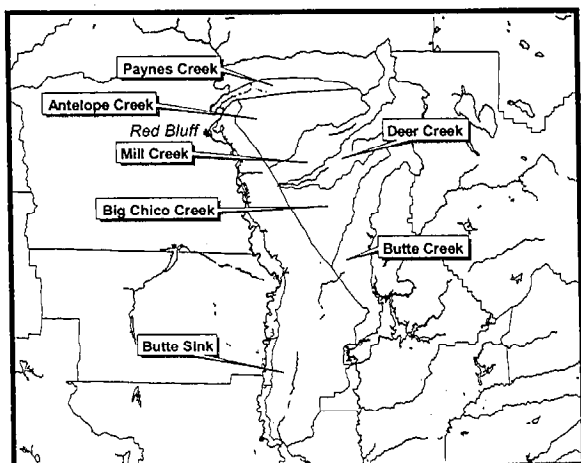 Paynes Creek
Antelope Creek
Red Bluff
Deer Creek
Mill Creek
Big Chico Creek
Butte Creek
Butte Sink